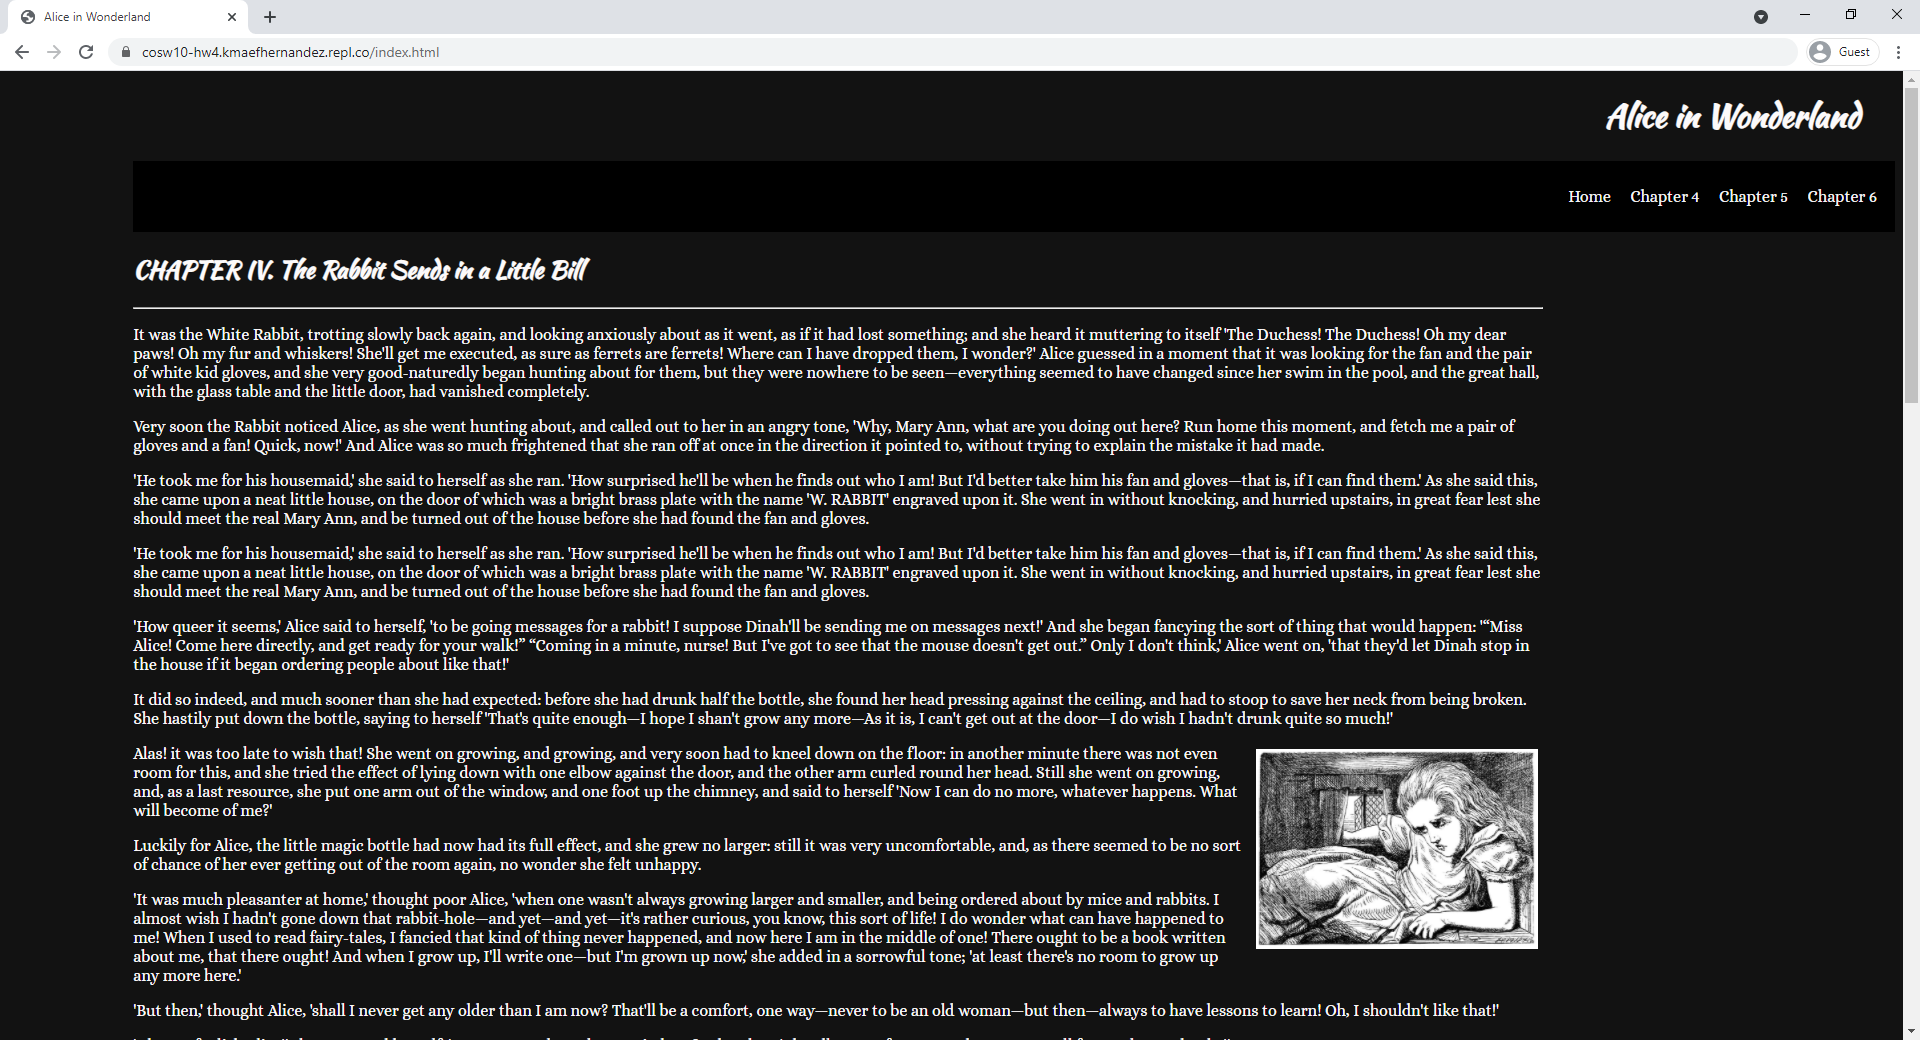 Alice in Wonderland
cosw10-hw4.kmaefhernandez.repl.co/index.html
Guest
Alice in Wonderland
Home Chapter 4 Chapter 5 Chapter 6
CHAPTER IV. The Rabbit Sends in a Little Bill
It was the White Rabbit, trotting slowly back again, and looking anxiously about as it went, as if it had lost something; and she heard it muttering to itself 'The Duchess! The Duchess! Oh my dear
paws! Oh my fur and whiskers! She'll get me executed, as sure as ferrets are ferrets! Where can I have dropped them, I wonder?' Alice guessed in a moment that it was looking for the fan and the pair
of white kid gloves, and she very good-naturedly began hunting about for them, but they were nowhere to be seen—everything seemed to have changed since her swim in the pool, and the great hall,
with the glass table and the little door, had vanished completely.
Very soon the Rabbit noticed Alice, as she went hunting about, and called out to her in an angry tone, 'Why, Mary Ann, what are you doing out here? Run home this moment, and fetch me a pair of
gloves and a fan! Quick, now!' And Alice was so much frightened that she ran off at once in the direction it pointed to, without trying to explain the mistake it had made.
'He took me for his housemaid,' she said to herself as she ran. 'How surprised he'll be when he finds out who I am! But I'd better take him his fan and gloves—that is, if I can find them.' As she said this,
she came upon a neat little house, on the door of which was a bright brass plate with the name 'W. RABBIT' engraved upon it. She went in without knocking, and hurried upstairs, in great fear lest she
should meet the real Mary Ann, and be turned out of the house before she had found the fan and gloves.
'He took me for his housemaid,' she said to herself as she ran. 'How surprised he'll be when he finds out who I am! But I'd better take him his fan and gloves—that is, if I can find them.' As she said this,
she came upon a neat little house, on the door of which was a bright brass plate with the name 'W. RABBIT' engraved upon it. She went in without knocking, and hurried upstairs, in great fear lest she
should meet the real Mary Ann, and be turned out of the house before she had found the fan and gloves.
'How queer it seems,' Alice said to herself, 'to be going messages for a rabbit! I suppose Dinah'll be sending me on messages next!' And she began fancying the sort of thing that would happen: '“Miss
Alice! Come here directly, and get ready for your walk!” “Coming in a minute, nurse! But I've got to see that the mouse doesn't get out.” Only I don't think,' Alice went on, 'that they'd let Dinah stop in
the house if it began ordering people about like that!'
It did so indeed, and much sooner than she had expected: before she had drunk half the bottle, she found her head pressing against the ceiling, and had to stoop to save her neck from being broken.
She hastily put down the bottle, saying to herself 'That's quite enough—I hope I shan't grow any more—As it is, I can't get out at the door—I do wish I hadn't drunk quite so much!'
Alas! it was too late to wish that! She went on growing, and growing, and very soon had to kneel down on the floor: in another minute there was not even
room for this, and she tried the effect of lying down with one elbow against the door, and the other arm curled round her head. Still she went on growing,
and, as a last resource, she put one arm out of the window, and one foot up the chimney, and said to herself 'Now I can do no more, whatever happens. What
will become of me?'
Luckily for Alice, the little magic bottle had now had its full effect, and she grew no larger: still it was very uncomfortable, and, as there seemed to be no sort
of chance of her ever getting out of the room again, no wonder she felt unhappy.
'It was much pleasanter at home,' thought poor Alice, 'when one wasn't always growing larger and smaller, and being ordered about by mice and rabbits. I
almost wish I hadn't gone down that rabbit-hole—and yet—and yet—it's rather curious, you know, this sort of life! I do wonder what can have happened to
me! When I used to read fairy-tales, I fancied that kind of thing never happened, and now here I am in the middle of one! There ought to be a book written
about me, that there ought! And when I grow up, I'll write one—but I'm grown up now,' she added in a sorrowful tone; 'at least there's no room to grow up
any more here.'
'But then,' thought Alice, 'shall I never get any older than I am now? That'll be a comfort, one way—never to be an old woman—but then—always to have lessons to learn! Oh, I shouldn't like that!'